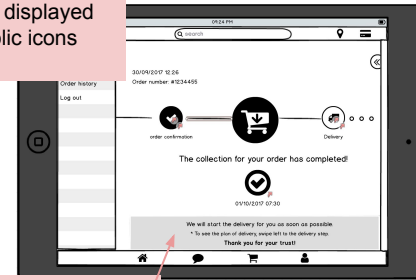 displayed
olic icons
09:24 PM
search
30/09/2017 12.26
Order number: #1234455
Order history
Log out
order confirmation
Delivery
The collection for your order has completed!
01/10/2017 07:30
We will start the delivery for you as soon as possible
* To see the plan of delivery, swipe left to the delivery step.
Thank you for your trust!